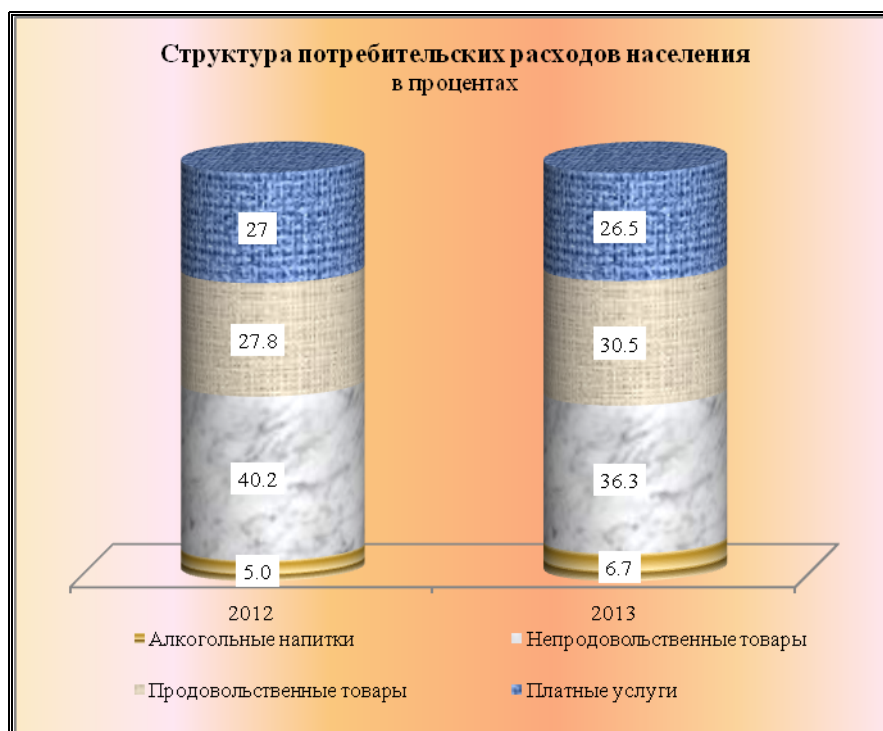 Структура потребительских расходов населения
в процентах
27
26.5
27.8
30.5
40.2
36.3
5.0
6.7
2012
2013
Алкогольные напитки
Непродовольственные товары
Продовольственные товары
Платные услуги